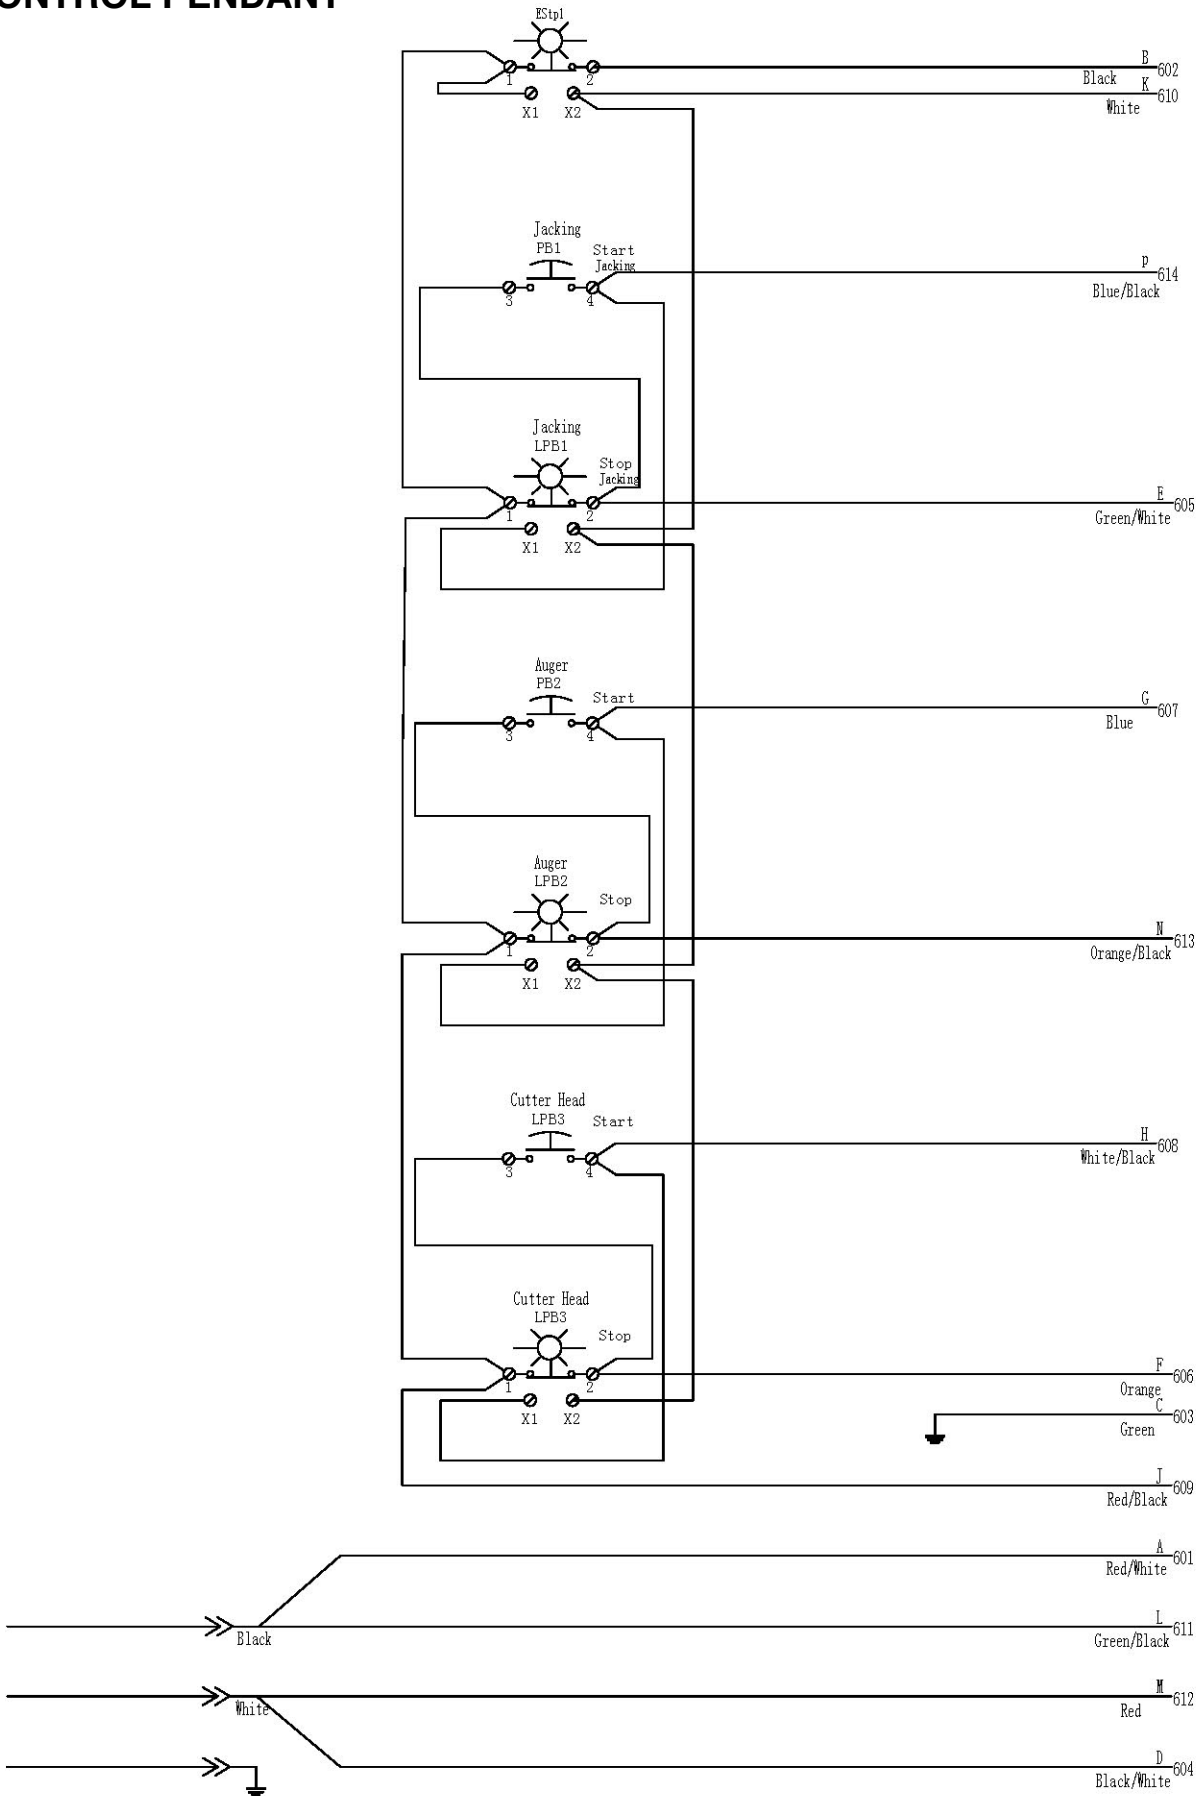 ONTROL PENDANT
EStp1
1
2
X1 X2
B
602
Black
K
610
White
Jacking
PB1
Start
Jacking
3
4
p
614
Blue/Black
Jacking
LPB1
Stop
Jacking
1
2
X1 X2
E
605
Green/White
Auger
PB2
Start
3
4
G
607
Blue
Auger
LPB2
Stop
1
2
X1 X2
N
613
Orange/Black
Cutter Head
LPB3
Start
3
4
H
608
White/Black
Cutter Head
LPB3
Stop
1
2
X1 X2
F
606
Orange
C
603
Green
J
609
Red/Black
A
601
Red/White
Black
L
611
Green/Black
White
M
612
Red
D
604
Black/White